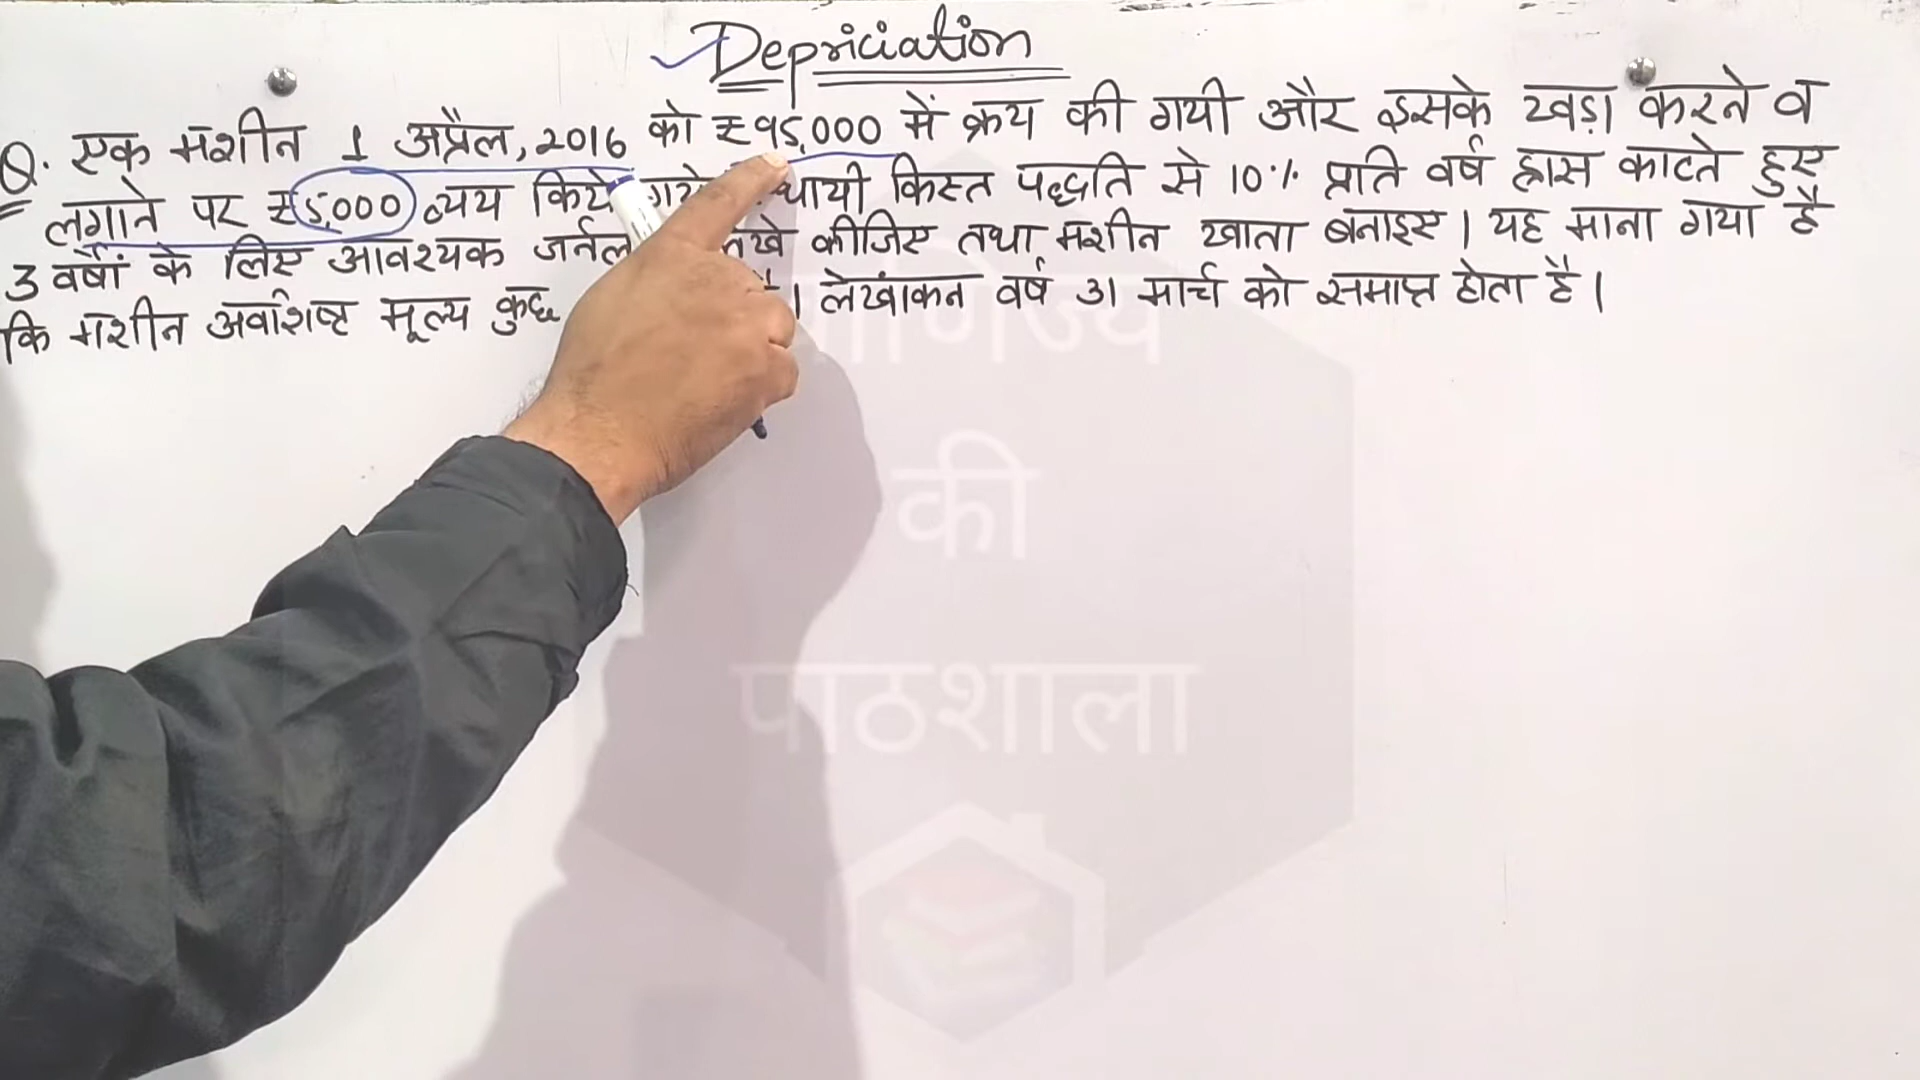 Depriciation
Q. एक मशीन 1 अप्रैल, 2016 को ₹95,000 में क्रय की गयी और इसके खड़ा करने व
लगाने पर ₹5,000 व्यय किये गये थायी किस्त पद्धति से 10% प्रति वर्ष ह्रास काटते हुए
3 वर्षों के लिए आवश्यक जर्नल कीजिए तथा मशीन खाता बनाइए। यह माना गया है
कि मशीन अवशिष्ट मूल्य कुछ । लेखांकन वर्ष 31 मार्च को समाप्त होता है।
की
पाठशाला